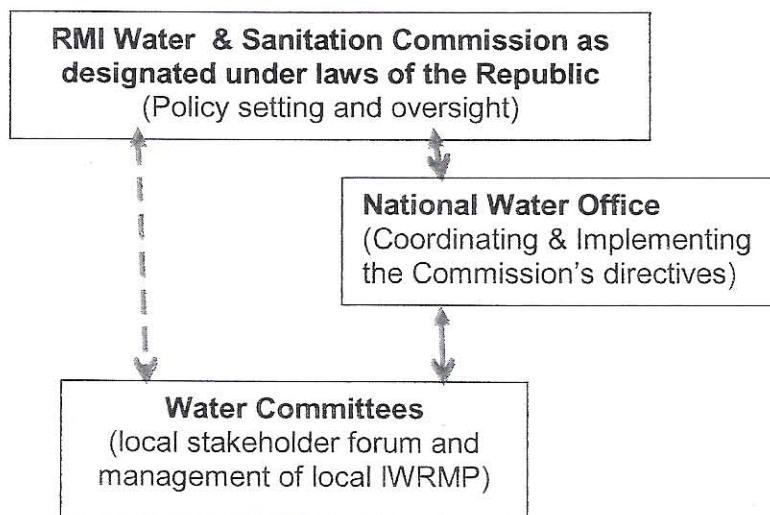 RMI Water & Sanitation Commission as
designated under laws of the Republic
(Policy setting and oversight)
National Water Office
(Coordinating & Implementing
the Commission's directives)
Water Committees
(local stakeholder forum and
management of local IWRMP)